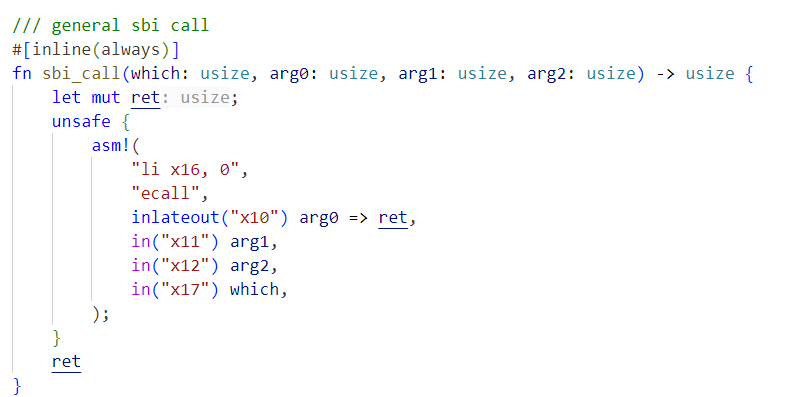 /// general sbi call
#[inline(always)]
fn sbi_call(which: usize, arg0: usize, arg1: usize, arg2: usize) -> usize {
    let mut ret: usize;
    unsafe {
        asm!(
            "li x16, 0",
            "ecall",
            inlateout("x10") arg0 => ret,
            in("x11") arg1,
            in("x12") arg2,
            in("x17") which,
        );
    }
    ret
}